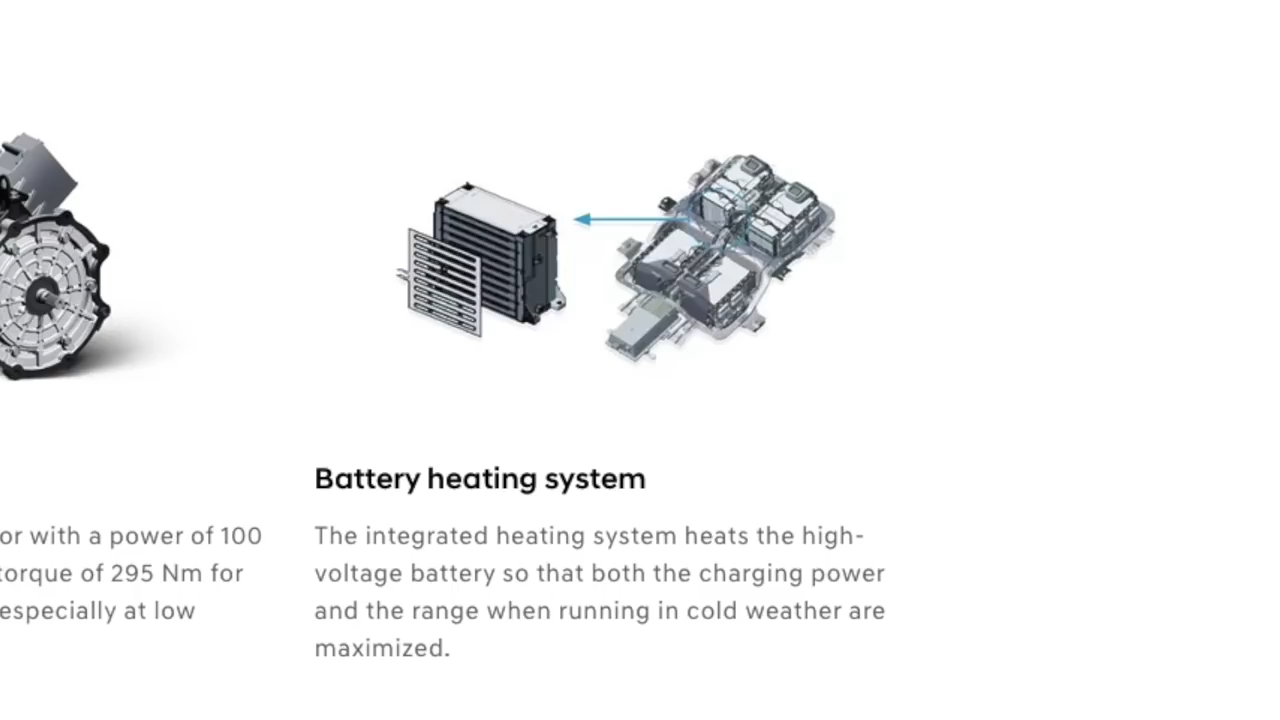 Battery heating system
or with a power of 100
torque of 295 Nm for
especially at low
The integrated heating system heats the high-
voltage battery so that both the charging power
and the range when running in cold weather are
maximized.